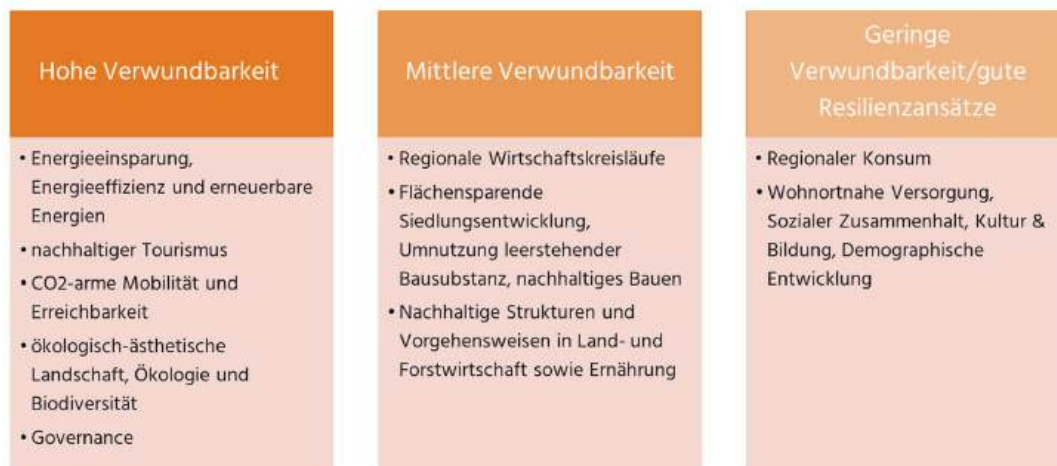 Hohe Verwundbarkeit
• Energieeinsparung,
Energieeffizienz und erneuerbare
Energien
• nachhaltiger Tourismus
• CO2-arme Mobilität und
Erreichbarkeit
• ökologisch-ästhetische
Landschaft, Ökologie und
Biodiversität
• Governance
Mittlere Verwundbarkeit
• Regionale Wirtschaftskreisläufe
• Flächensparende
Siedlungsentwicklung,
Umnutzung leerstehender
Bausubstanz, nachhaltiges Bauen
• Nachhaltige Strukturen und
Vorgehensweisen in Land- und
Forstwirtschaft sowie Ernährung
Geringe
Verwundbarkeit/gute
Resilienzansätze
• Regionaler Konsum
• Wohnortnahe Versorgung,
Sozialer Zusammenhalt, Kultur &
Bildung, Demographische
Entwicklung